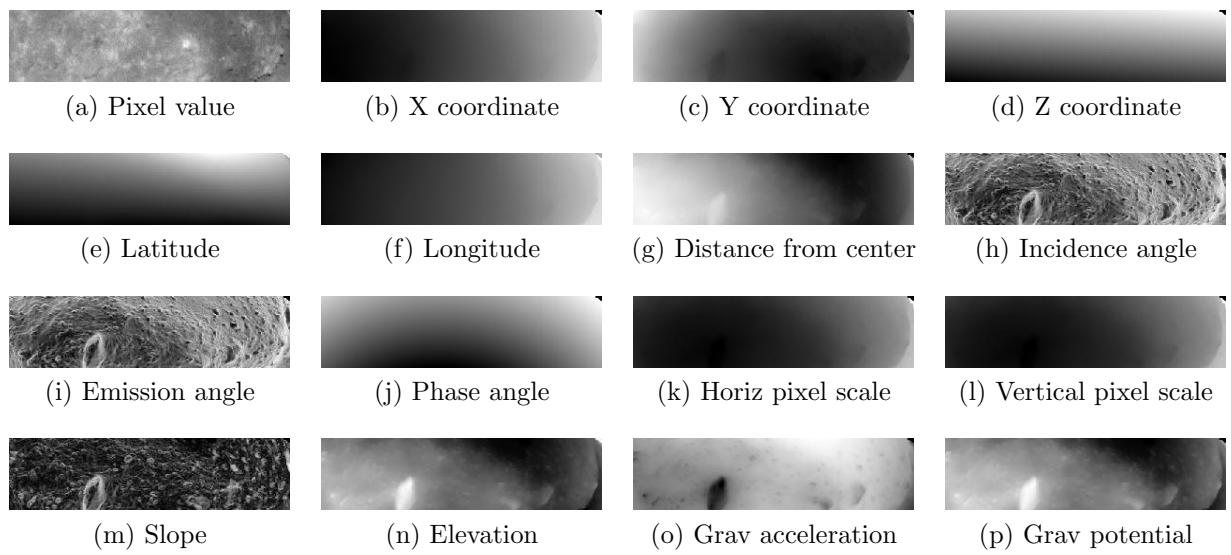 (a) Pixel value (b) X coordinate (c) Y coordinate (d) Z coordinate
(e) Latitude (f) Longitude (g) Distance from center (h) Incidence angle
(i) Emission angle (j) Phase angle (k) Horiz pixel scale (l) Vertical pixel scale
(m) Slope (n) Elevation (o) Grav acceleration (p) Grav potential